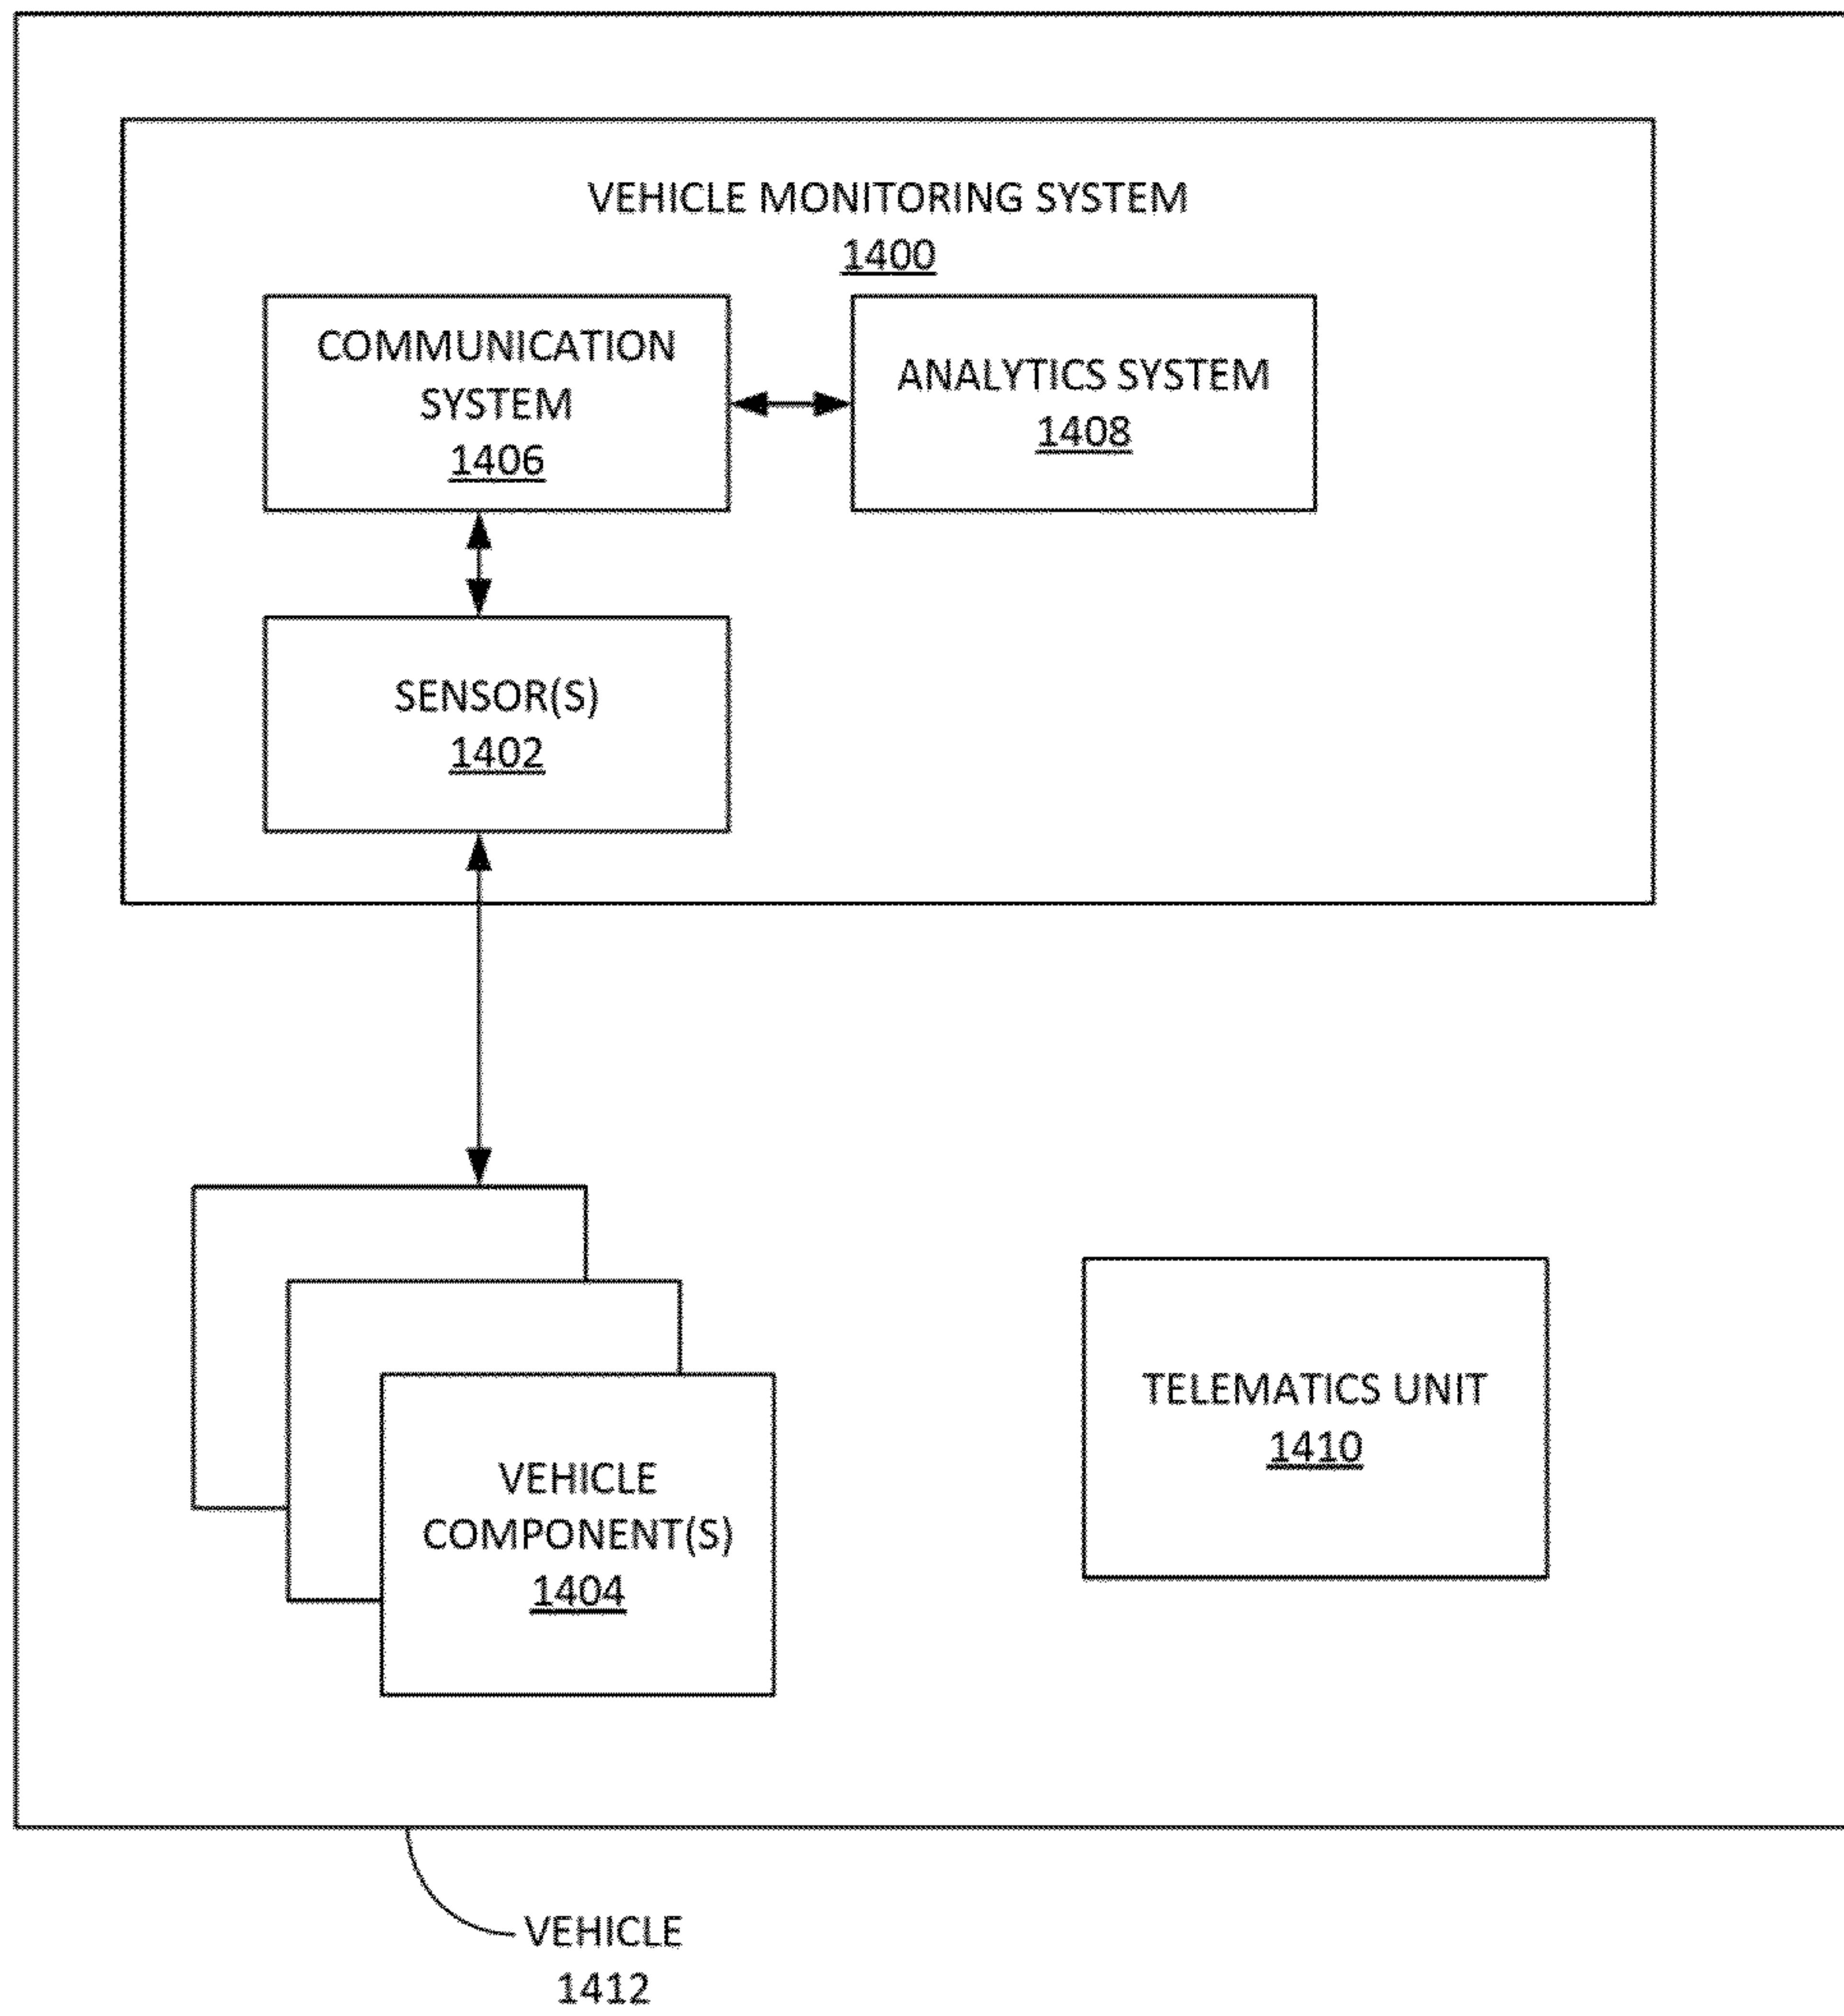 VEHICLE MONITORING SYSTEM
1400
COMMUNICATION
SYSTEM
1406
ANALYTICS SYSTEM
1408
SENSOR(S)
1402
VEHICLE
COMPONENT(S)
1404
TELEMATICS UNIT
1410
VEHICLE
1412